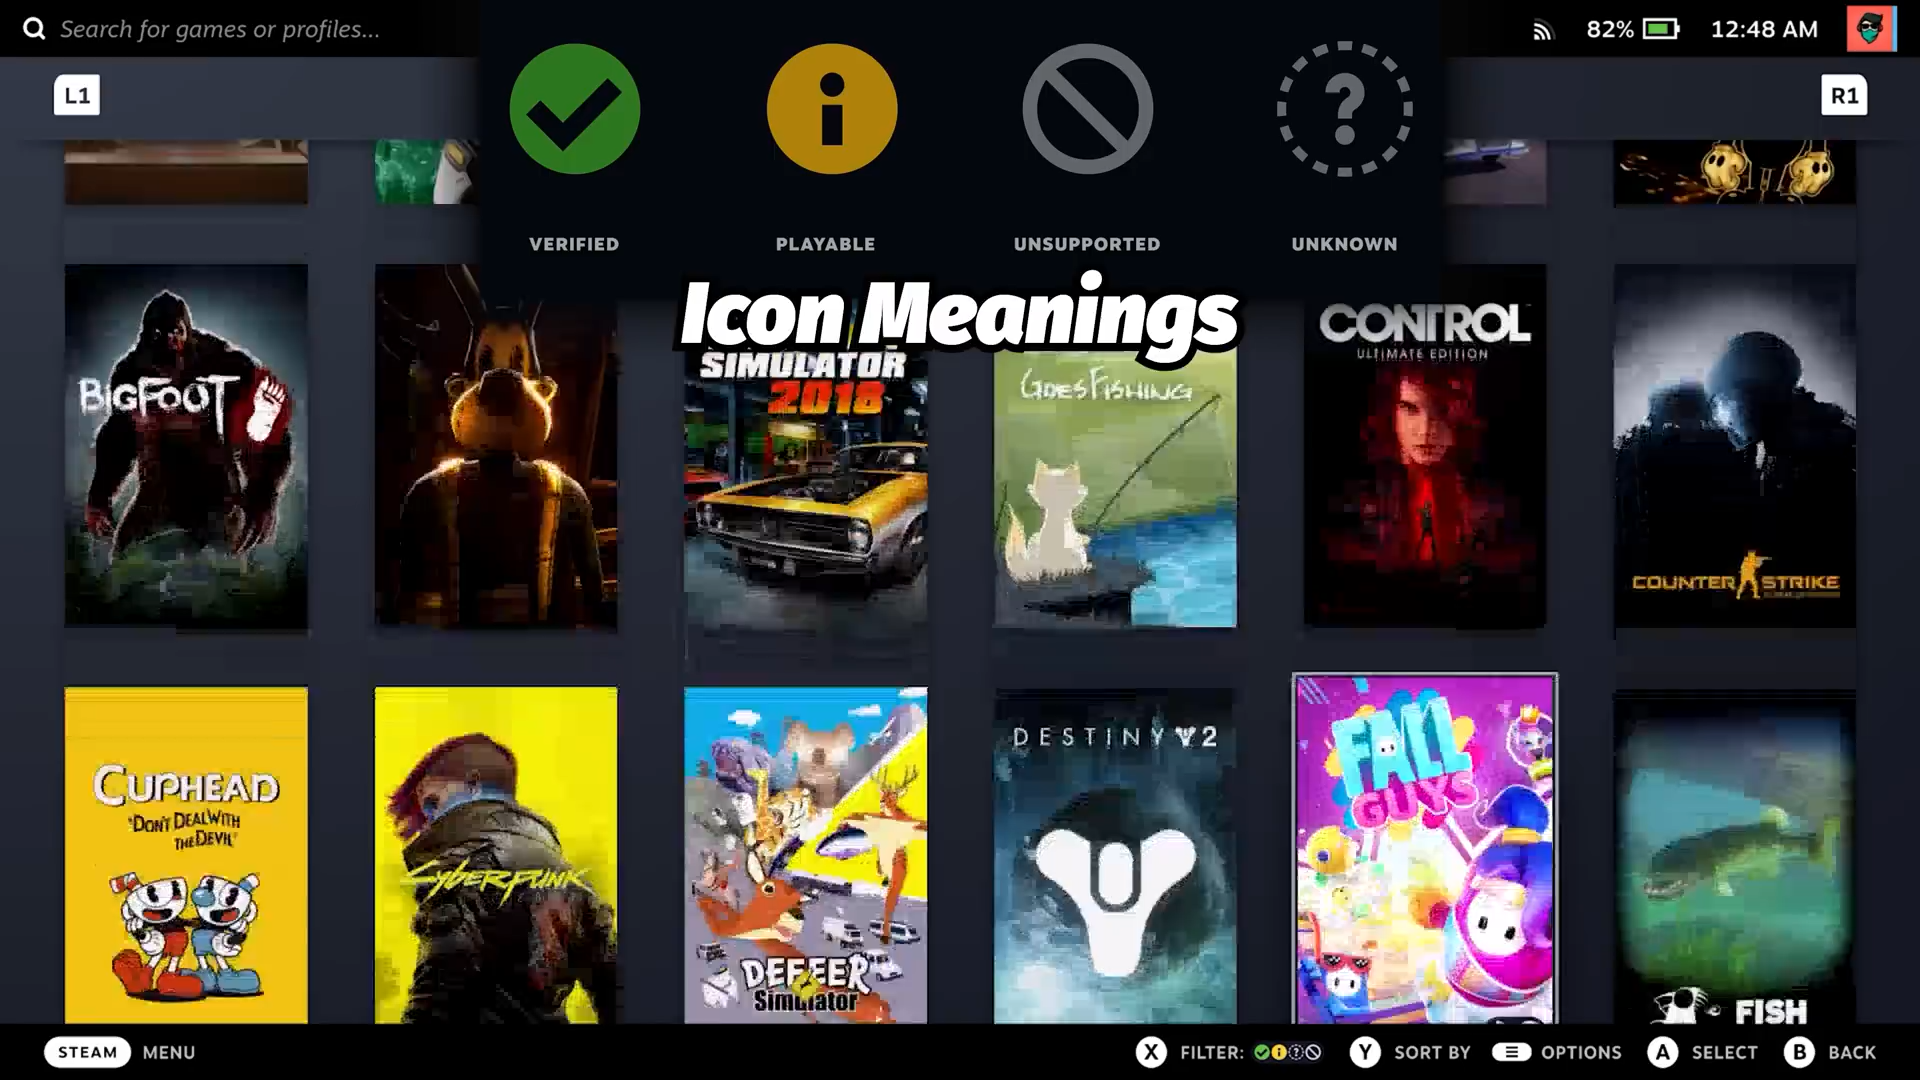 Search for games or profiles...
82%
12:48 AM
L1
R1
VERIFIED
PLAYABLE
UNSUPPORTED
UNKNOWN
Icon Meanings
BIGFOOT
SIMULATOR
2018
GOES FISHING
CONTROL
ULTIMATE EDITION
COUNTER STRIKE
CUPHEAD
"DON'T DEAL WITH
THE DEVIL"
CYBERPUNK
DEEEER
Simulator
DESTINY 2
FALL
GUYS
FISH
STEAM MENU
X FILTER: Y SORT BY OPTIONS A SELECT B BACK